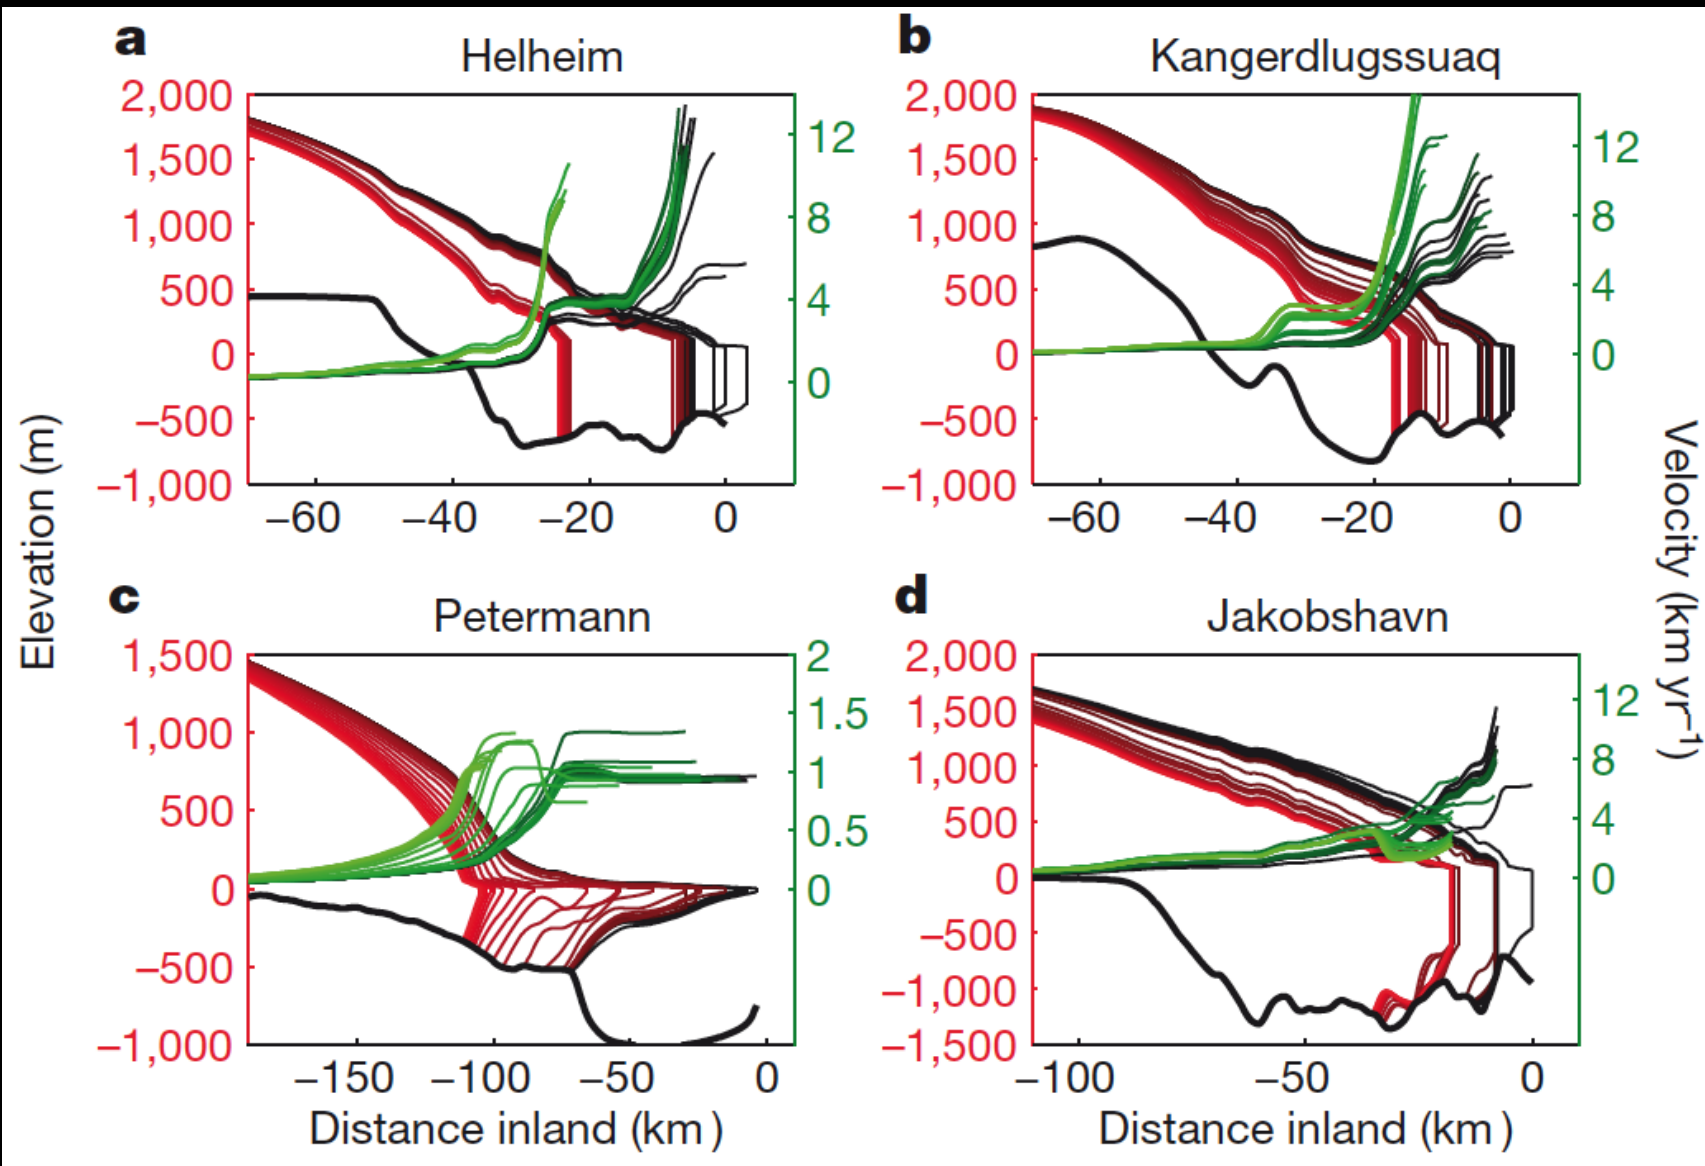 a
Helheim
2,000
1,500
1,000
500
0
−500
−1,000
12
8
4
0
−60 −40 −20 0
b
Kangerdlugssuaq
2,000
1,500
1,000
500
0
−500
−1,000
12
8
4
0
−60 −40 −20 0
Elevation (m)
Velocity (km yr⁻¹)
c
Petermann
1,500
1,000
500
0
−500
−1,000
2
1.5
1
0.5
0
−150 −100 −50 0
Distance inland (km)
d
Jakobshavn
2,000
1,500
1,000
500
0
−500
−1,000
−1,500
12
8
4
0
−100 −50 0
Distance inland (km)